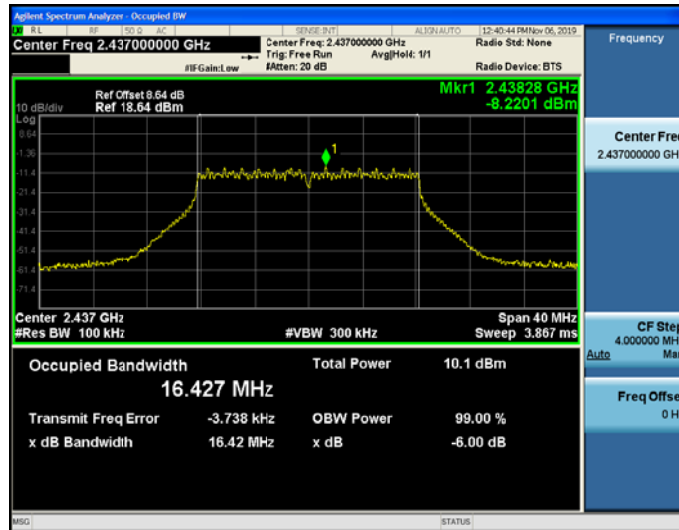 Agilent Spectrum Analyzer - Occupied BW
RL RF 50 Ω AC SENSE:INT ALIGN AUTO 12:40:44 PM Nov 06, 2019
Center Freq 2.437000000 GHz
Center Freq: 2.437000000 GHz
Radio Std: None
Trig: Free Run Avg|Hold: 1/1
#IFGain:Low
#Atten: 20 dB
Radio Device: BTS
Frequency
Ref Offset 8.64 dB
Ref 18.64 dBm
Mkr1 2.43828 GHz
-8.2201 dBm
10 dB/div
Log
8.64
-1.36
-11.4
-21.4
-31.4
-41.4
-51.4
-61.4
-71.4
1
Center 2.437 GHz
Span 40 MHz
#Res BW 100 kHz
#VBW 300 kHz
Sweep 3.867 ms
Center Fre
2.437000000 GH
CF Step
4.000000 MH
Auto Ma
Freq Offse
0 H
Occupied Bandwidth
16.427 MHz
Total Power 10.1 dBm
Transmit Freq Error -3.738 kHz
OBW Power 99.00 %
x dB Bandwidth 16.42 MHz
x dB -6.00 dB
MSG STATUS